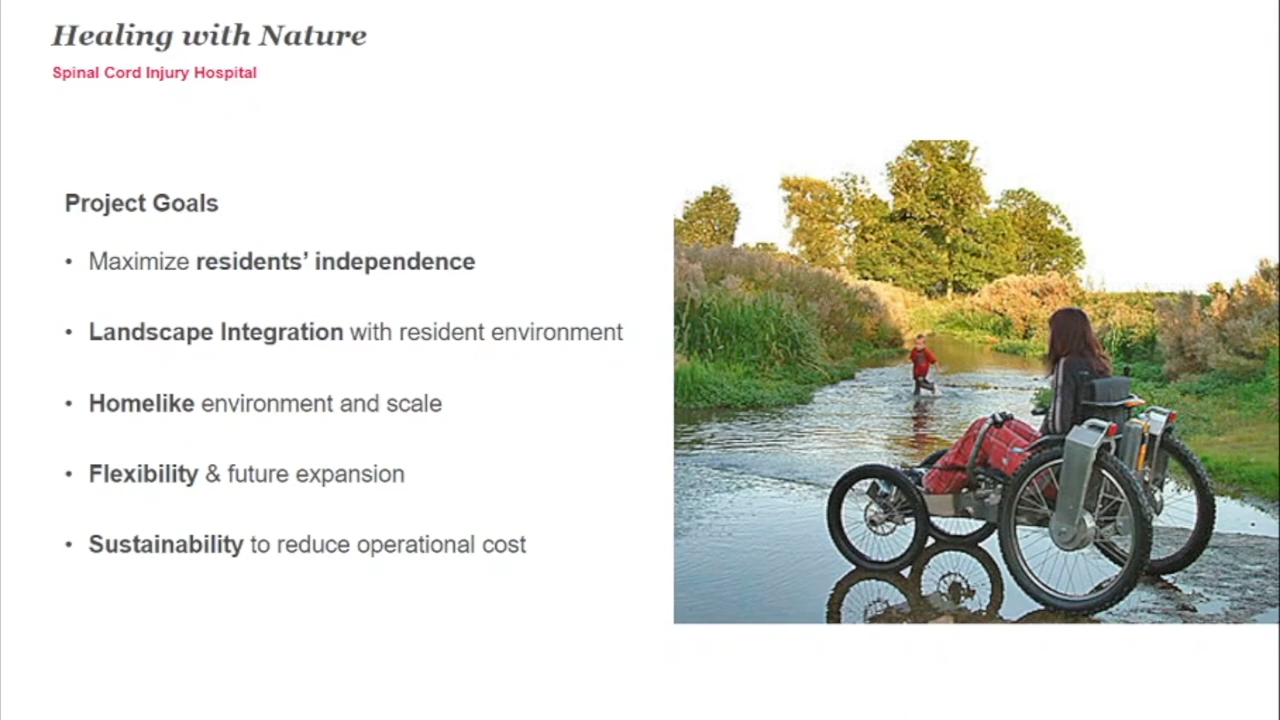 Healing with Nature
Spinal Cord Injury Hospital
Project Goals
• Maximize residents’ independence
• Landscape Integration with resident environment
• Homelike environment and scale
• Flexibility & future expansion
• Sustainability to reduce operational cost